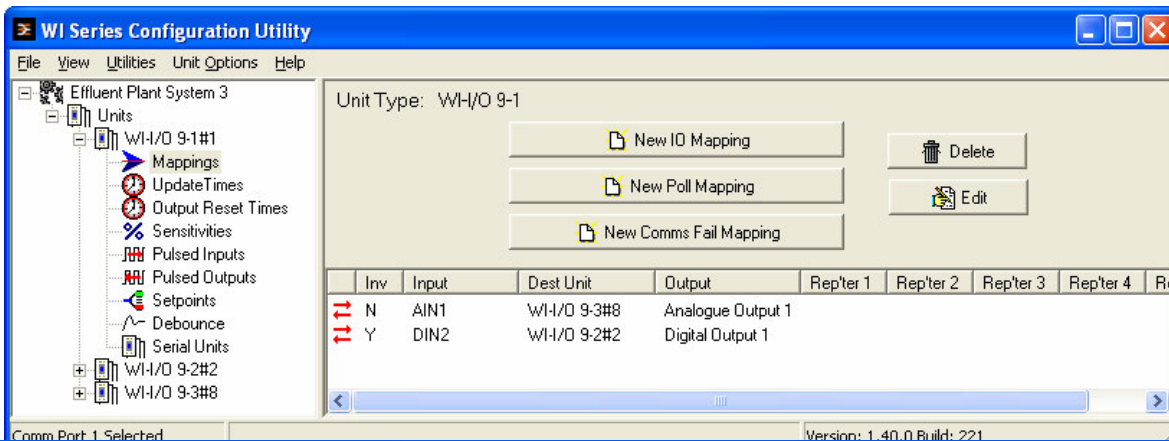 WI Series Configuration Utility
File View Utilities Unit Options Help
Effluent Plant System 3
Units
WI-I/O 9-1#1
Mappings
UpdateTimes
Output Reset Times
Sensitivities
Pulsed Inputs
Pulsed Outputs
Setpoints
Debounce
Serial Units
WI-I/O 9-2#2
WI-I/O 9-3#8
Unit Type: WI-I/O 9-1
New IO Mapping
New Poll Mapping
New Comms Fail Mapping
Delete
Edit
Inv Input Dest Unit Output Rep'ter 1 Rep'ter 2 Rep'ter 3 Rep'ter 4
N AIN1 WI-I/O 9-3#8 Analogue Output 1
Y DIN2 WI-I/O 9-2#2 Digital Output 1
Comm Port 1 Selected Version: 1.40.0 Build: 221